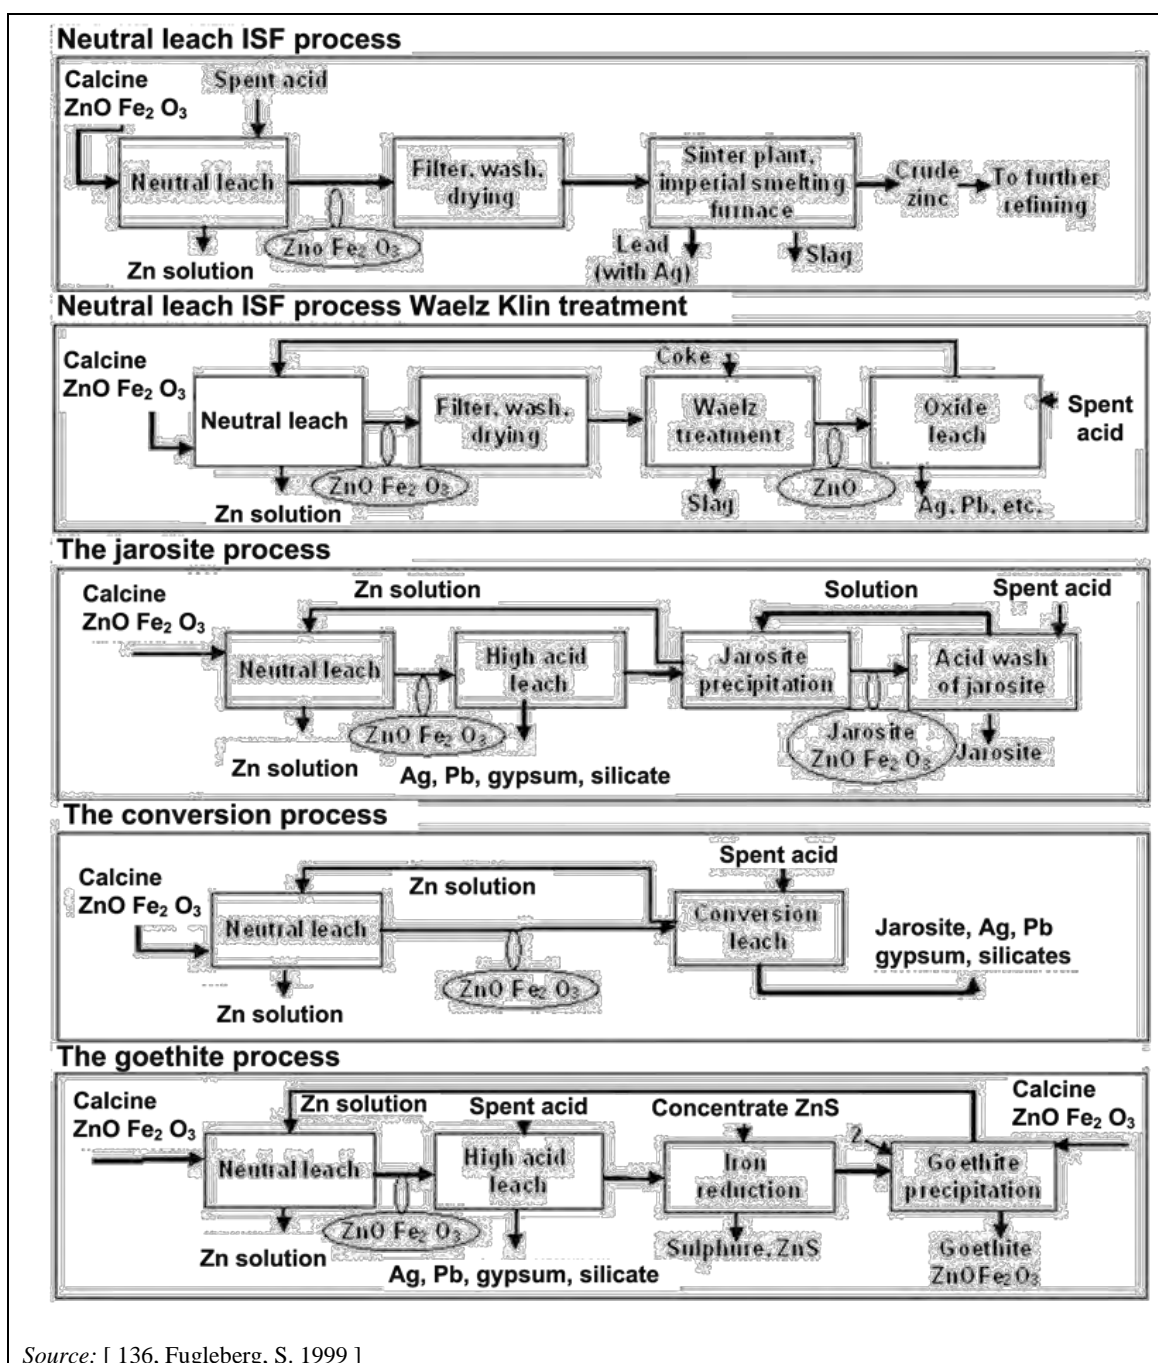 Neutral leach ISF process
Calcine
ZnO Fe₂ O₃
Spent acid
Neutral leach
Filter, wash,
drying
Sinter plant,
imperial smelting
furnace
Crude
zinc
To further
refining
Zno Fe₂ O₃
Zn solution
Lead
(with Ag)
Slag
Neutral leach ISF process Waelz Klin treatment
Calcine
ZnO Fe₂ O₃
Coke
Neutral leach
Filter, wash,
drying
Waelz
treatment
Oxide
leach
Spent
acid
ZnO Fe₂ O₃
Zn solution
Slag
ZnO
Ag, Pb, etc.
The jarosite process
Calcine
ZnO Fe₂ O₃
Zn solution
Solution
Spent acid
Neutral leach
High acid
leach
Jarosite
precipitation
Acid wash
of jarosite
ZnO Fe₂ O₃
Zn solution
Ag, Pb, gypsum, silicate
Jarosite
ZnO Fe₂ O₃
Jarosite
The conversion process
Calcine
ZnO Fe₂ O₃
Zn solution
Spent acid
Neutral leach
Conversion
leach
Jarosite, Ag, Pb
gypsum, silicates
ZnO Fe₂ O₃
Zn solution
The goethite process
Calcine
ZnO Fe₂ O₃
Zn solution
Spent acid
Concentrate ZnS
Calcine
ZnO Fe₂ O₃
Neutral leach
High acid
leach
Iron
reduction
2
Goethite
precipitation
ZnO Fe₂ O₃
Zn solution
Ag, Pb, gypsum, silicate
Sulphure, ZnS
Goethite
ZnOFe₂O₃
Source: [ 136, Fugleberg, S. 1999 ]